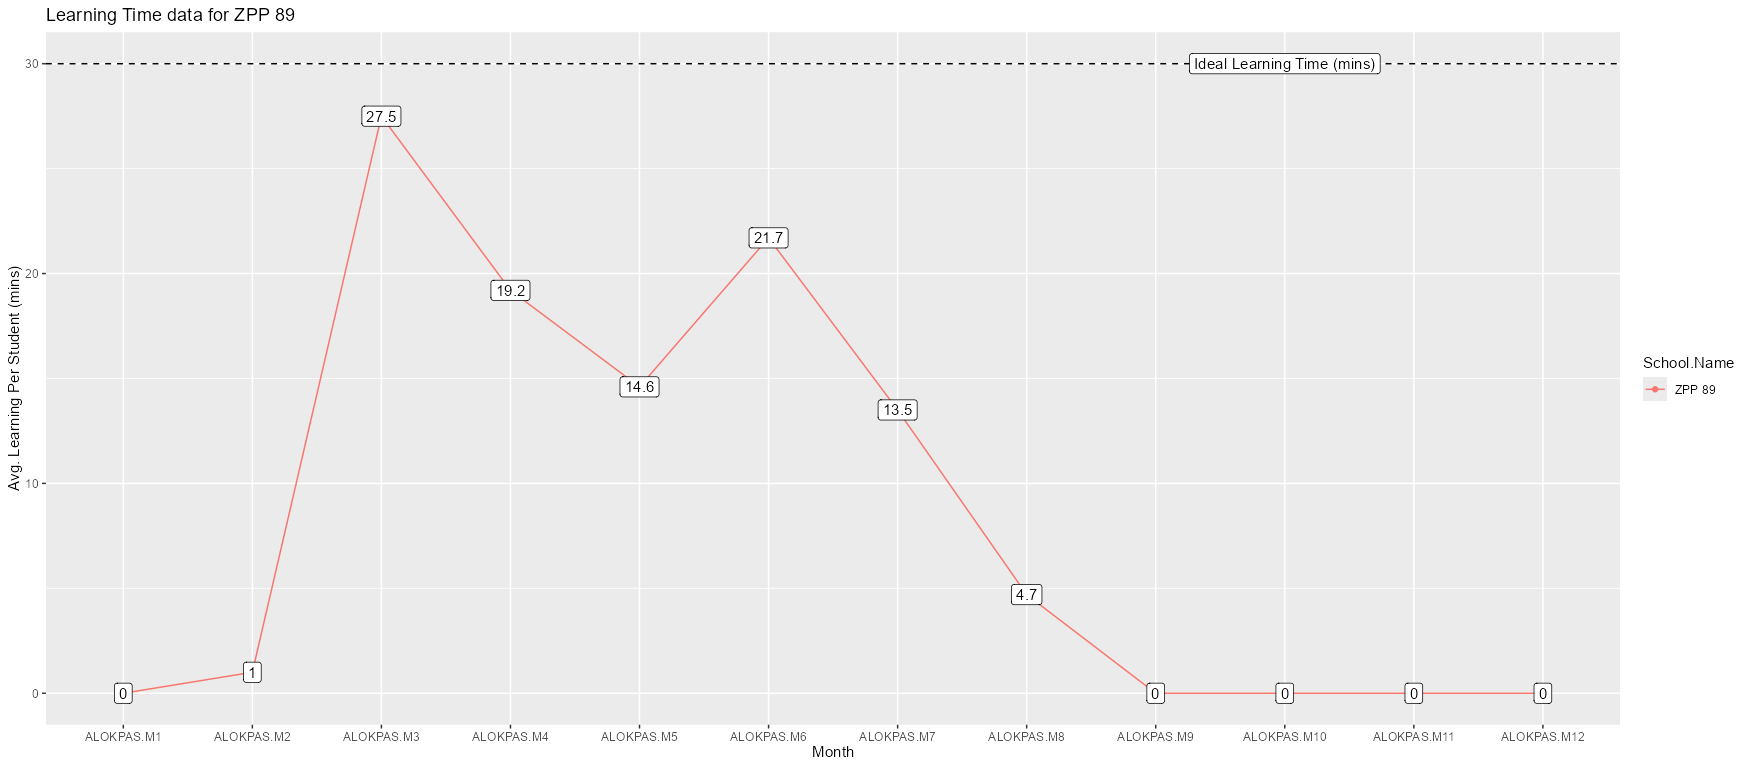 Learning Time data for ZPP 89
Avg. Learning Per Student (mins)
30
20
10
0
Ideal Learning Time (mins)
27.5
21.7
19.2
14.6
13.5
4.7
1
0
0
0
0
0
ALOKPAS.M1
ALOKPAS.M2
ALOKPAS.M3
ALOKPAS.M4
ALOKPAS.M5
ALOKPAS.M6
ALOKPAS.M7
ALOKPAS.M8
ALOKPAS.M9
ALOKPAS.M10
ALOKPAS.M11
ALOKPAS.M12
Month
School.Name
ZPP 89